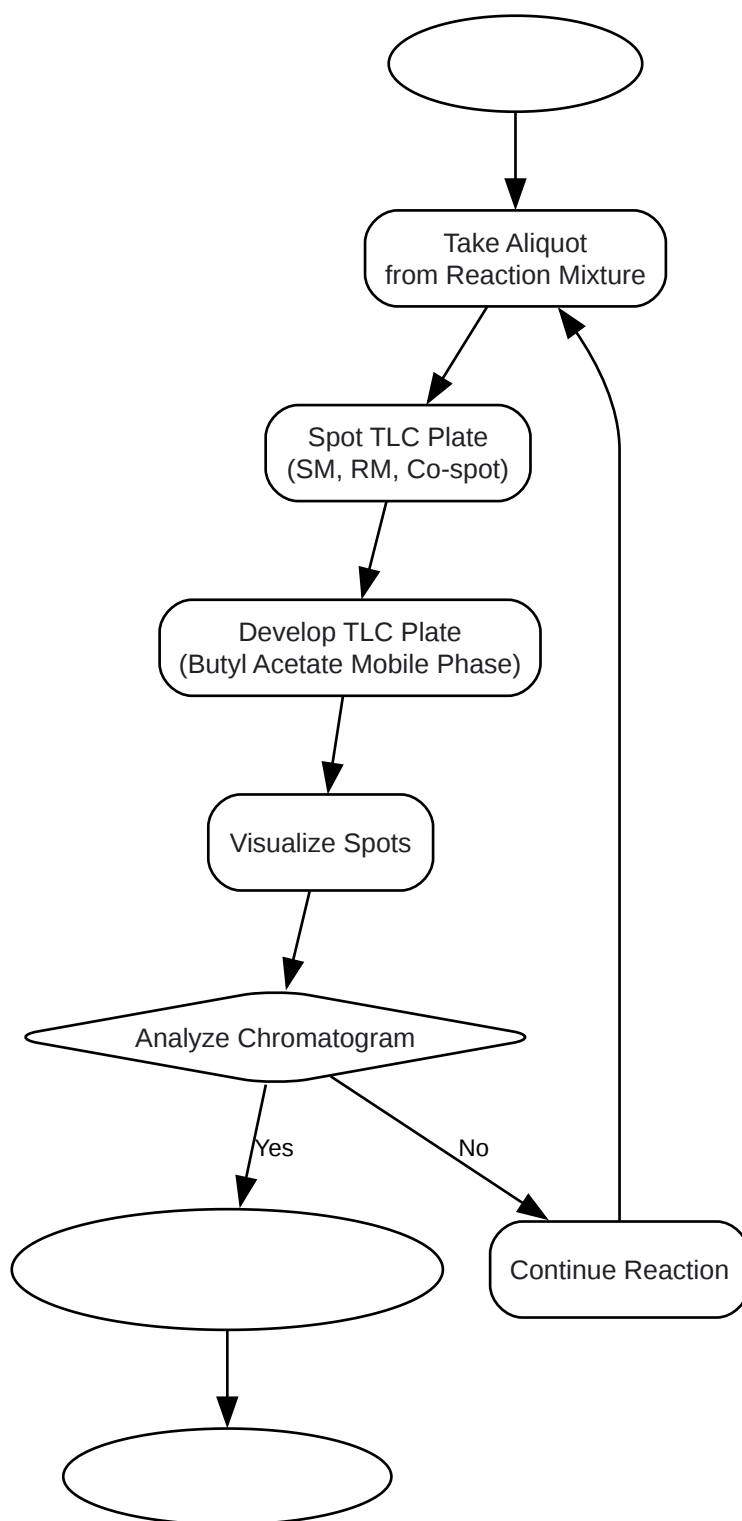 Take Aliquot
from Reaction Mixture
Spot TLC Plate
(SM, RM, Co-spot)
Develop TLC Plate
(Butyl Acetate Mobile Phase)
Visualize Spots
Analyze Chromatogram
Yes
No
Continue Reaction